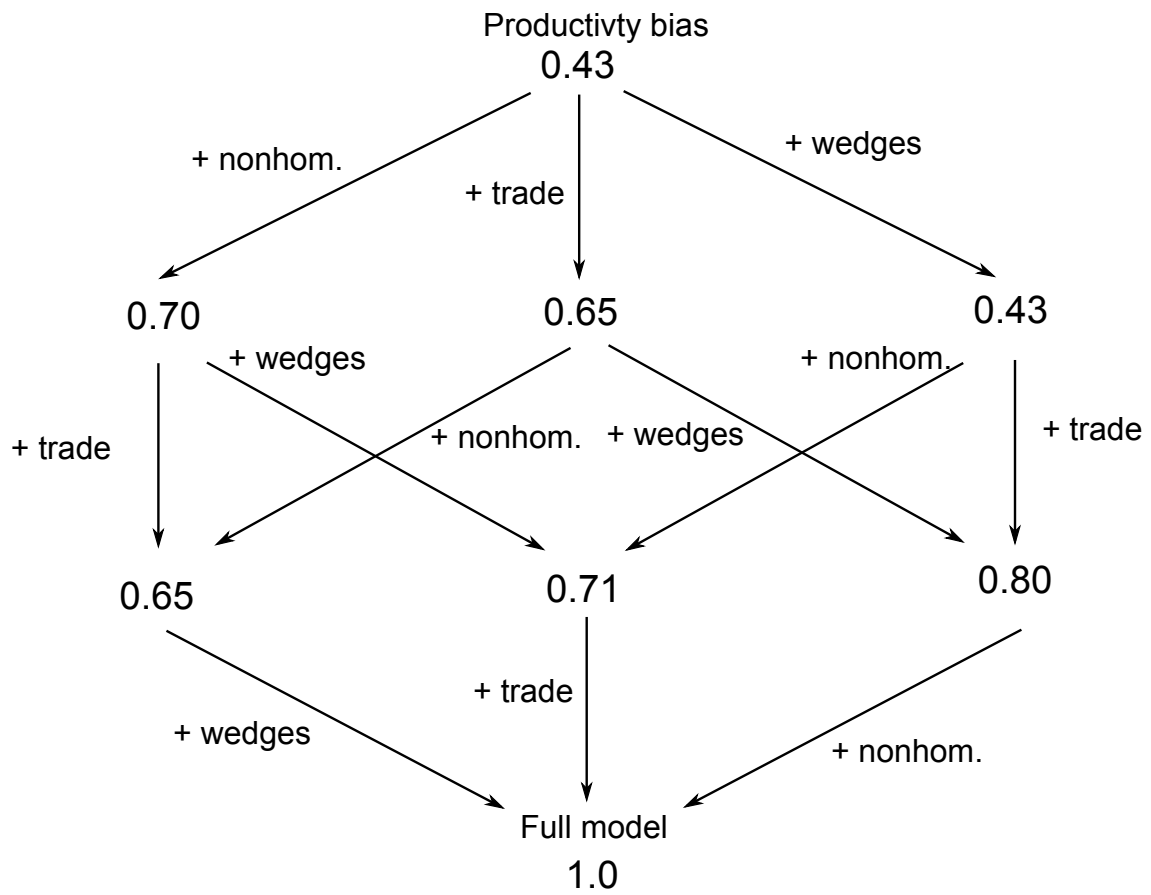 Productivty bias
0.43
+ nonhom.
+ trade
+ wedges
0.70
0.65
0.43
+ wedges
+ nonhom.
+ trade
+ nonhom.
+ wedges
+ trade
0.65
0.71
0.80
+ wedges
+ trade
+ nonhom.
Full model
1.0